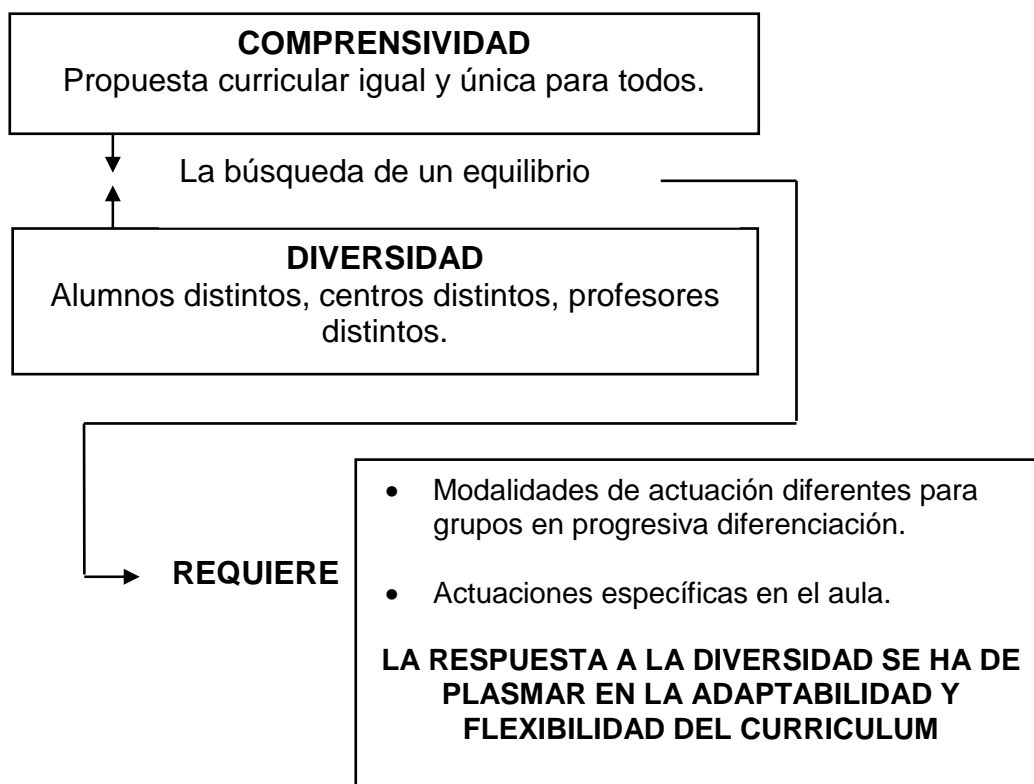 COMPRENSIVIDAD
Propuesta curricular igual y única para todos.
La búsqueda de un equilibrio
DIVERSIDAD
Alumnos distintos, centros distintos, profesores
distintos.
REQUIERE
• Modalidades de actuación diferentes para
grupos en progresiva diferenciación.
• Actuaciones específicas en el aula.
LA RESPUESTA A LA DIVERSIDAD SE HA DE
PLASMAR EN LA ADAPTABILIDAD Y
FLEXIBILIDAD DEL CURRICULUM